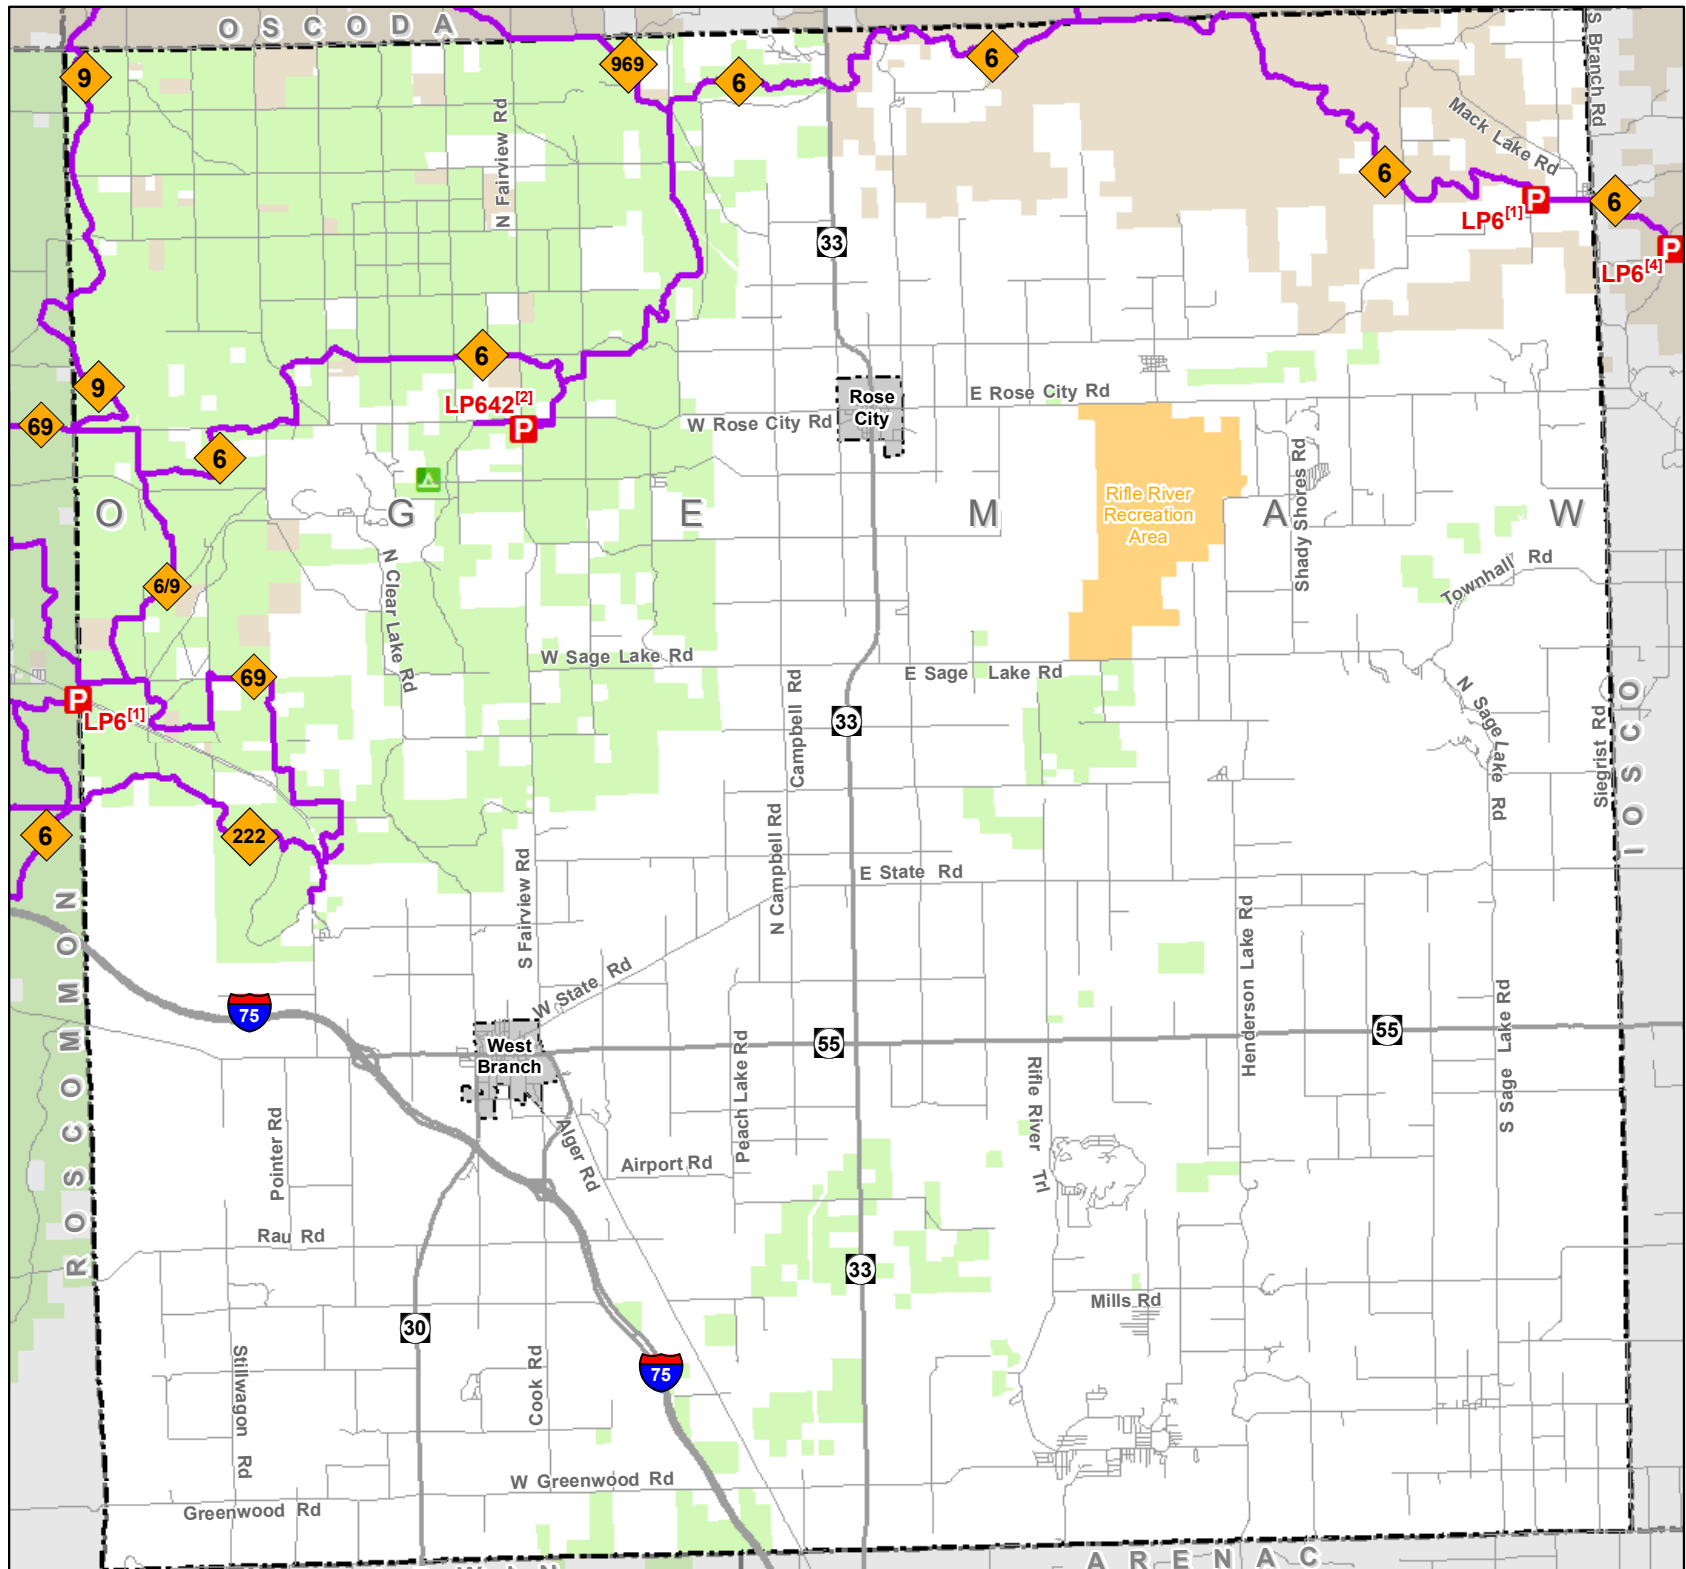 OSCODA
S Branch Rd
9
969
6
6
N Fairview Rd
Mack Lake Rd
6
P
LP6[1]
6
P
LP6[4]
33
6
9
LP642[2]
P
69
6
E Rose City Rd
Rose
City
W Rose City Rd
Shady Shores Rd
Rifle River
Recreation
Area
O G E M A W
N Clear Lake Rd
Townhall Rd
6/9
W Sage Lake Rd
E Sage Lake Rd
69
P
LP6[1]
Campbell Rd
33
N Sage Lake Rd
Siegrist Rd
IOSCO
6
222
N Campbell Rd
S Fairview Rd
E State Rd
Henderson Lake Rd
ROSCOMMON
W State Rd
75
West
Branch
55
55
S Sage Lake Rd
Peach Lake Rd
Rifle River Trl
Pointer Rd
Alger Rd
Airport Rd
Rau Rd
33
Mills Rd
30
Stillwagon Rd
Cook Rd
75
W Greenwood Rd
Greenwood Rd
ARENAC